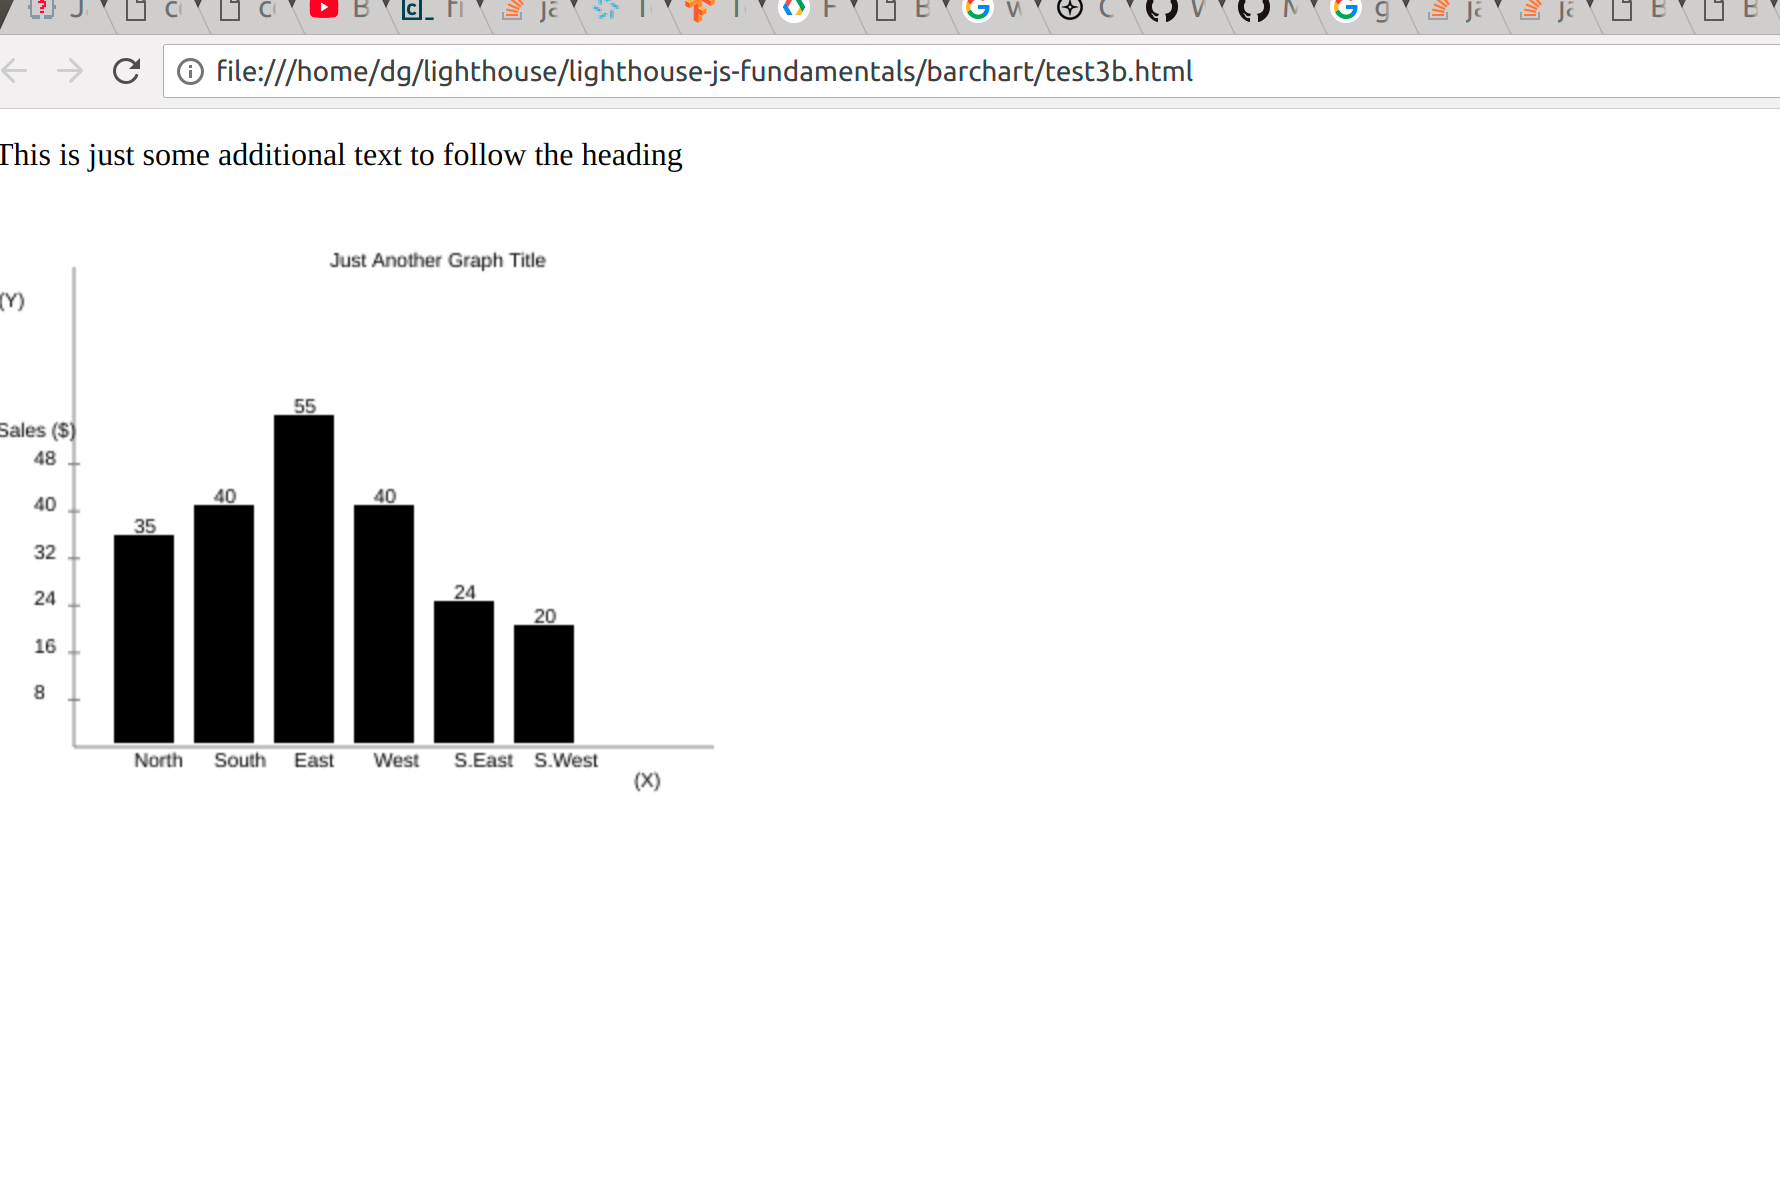 file:///home/dg/lighthouse/lighthouse-js-fundamentals/barchart/test3b.html
This is just some additional text to follow the heading
Just Another Graph Title
(Y)
55
Sales ($)
48
40 40
40
35
32
24
24
20
16
8
North South East West S.East S.West
(X)